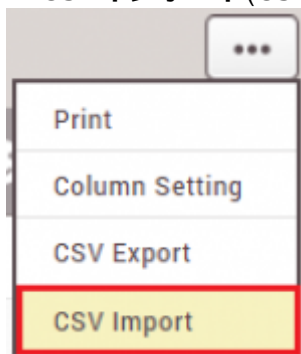 •••
Print
Column Setting
CSV Export
CSV Import